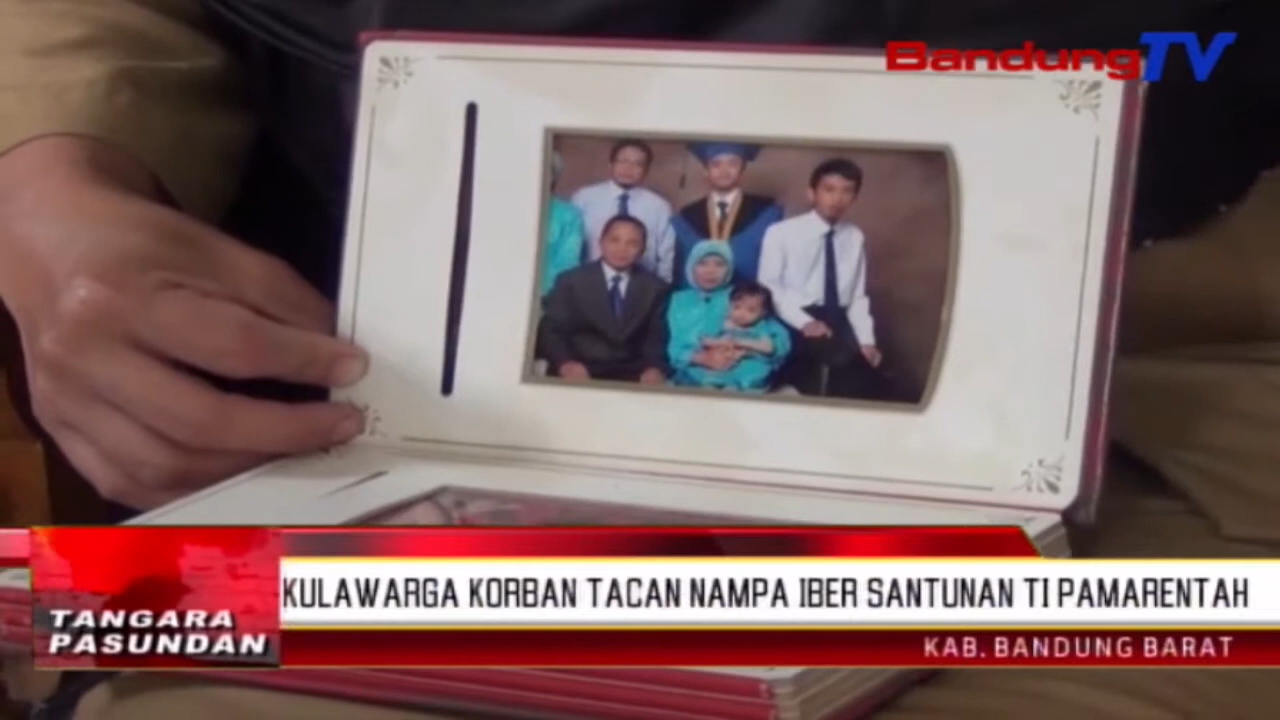 BandungTV
KULAWARGA KORBAN TACAN NAMPA IBER SANTUNAN TI PAMARENTAH
TANGARA
PASUNDAN
KAB. BANDUNG BARAT